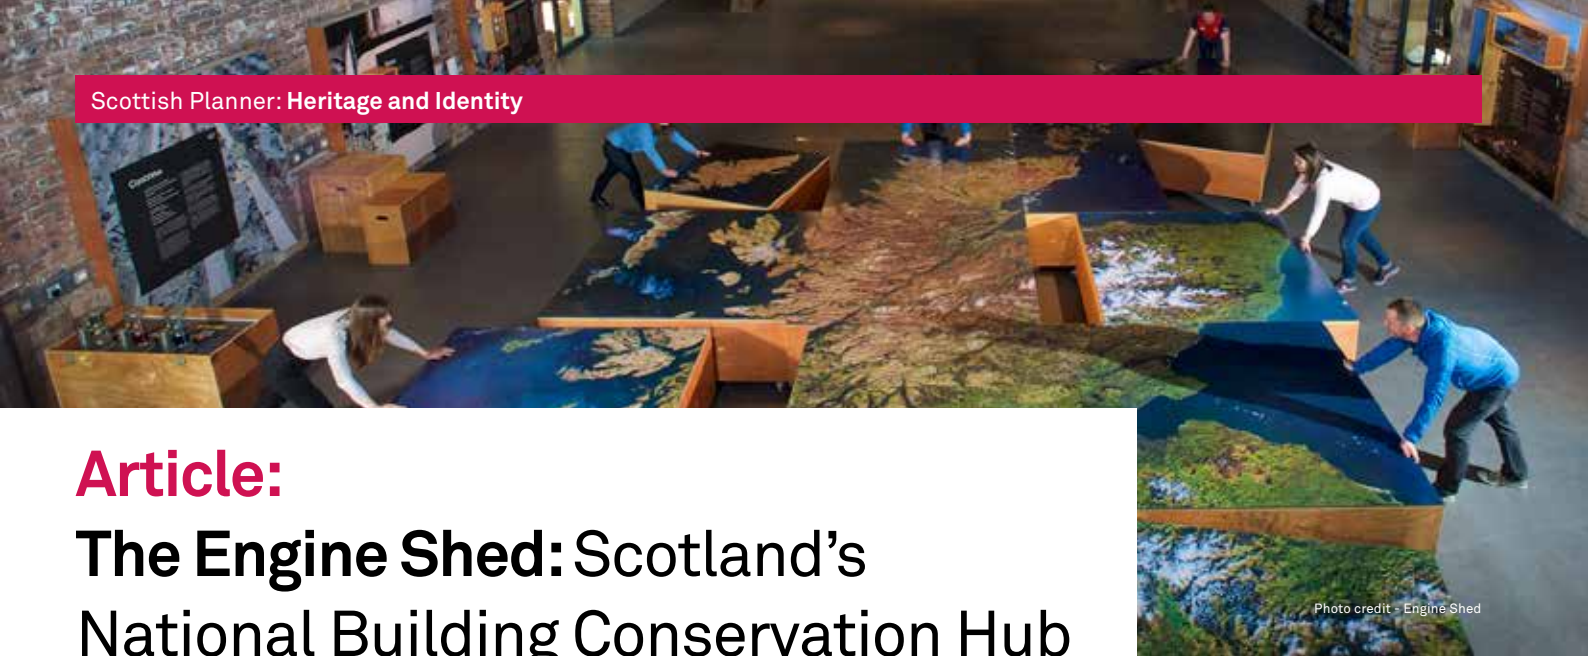 Scottish Planner: Heritage and Identity
Article:
The Engine Shed: Scotland’s
National Building Conservation Hub
Photo credit - Engine Shed